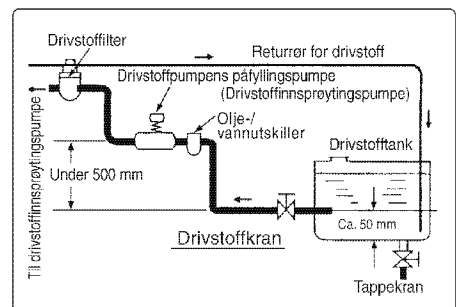 Drivstoffilter
Returrør for drivstoff
Drivstoffpumpens påfyllingspumpe
(Drivstoffinnsprøytingspumpe)
Olje-/
vannutskiller
Drivstofftank
Til drivstoffinnsprøytingspumpe
Under 500 mm
Ca. 50 mm
Drivstoffkran
Tappekran